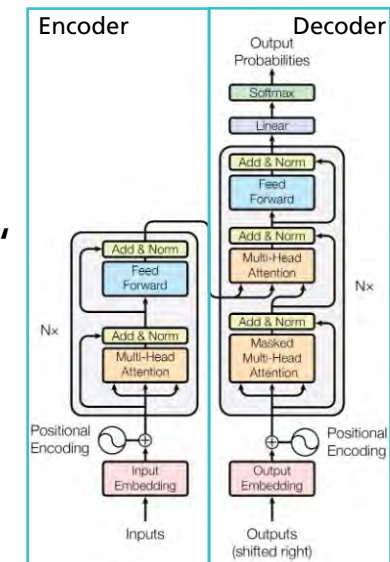 Encoder
Decoder
Output
Probabilities
Softmax
Linear
Add & Norm
Feed
Forward
Add & Norm
Multi-Head
Attention
Add & Norm
Masked
Multi-Head
Attention
Nx
Add & Norm
Feed
Forward
Add & Norm
Multi-Head
Attention
Nx
Positional
Encoding
Positional
Encoding
Input
Embedding
Output
Embedding
Inputs
Outputs
(shifted right)